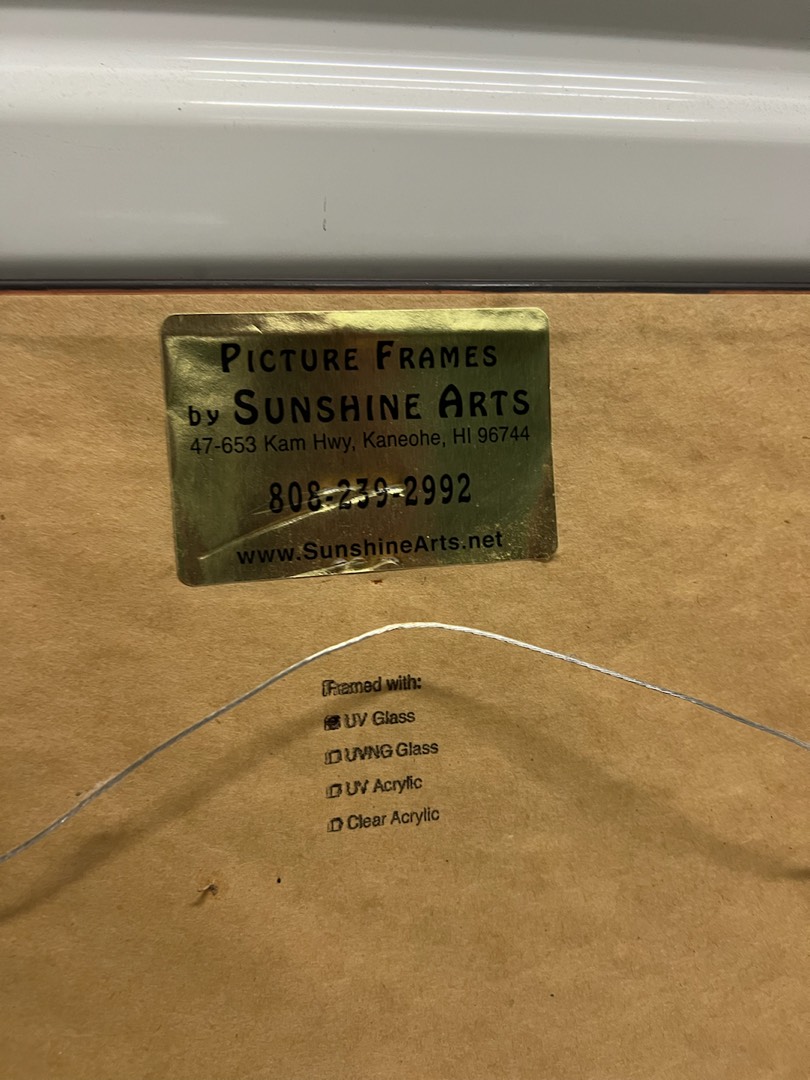 PICTURE FRAMES
by SUNSHINE ARTS
47-653 Kam Hwy, Kaneohe, HI 96744
808-239-2992
www.SunshineArts.net
Framed with:
UV Glass
UVNG Glass
UV Acrylic
Clear Acrylic